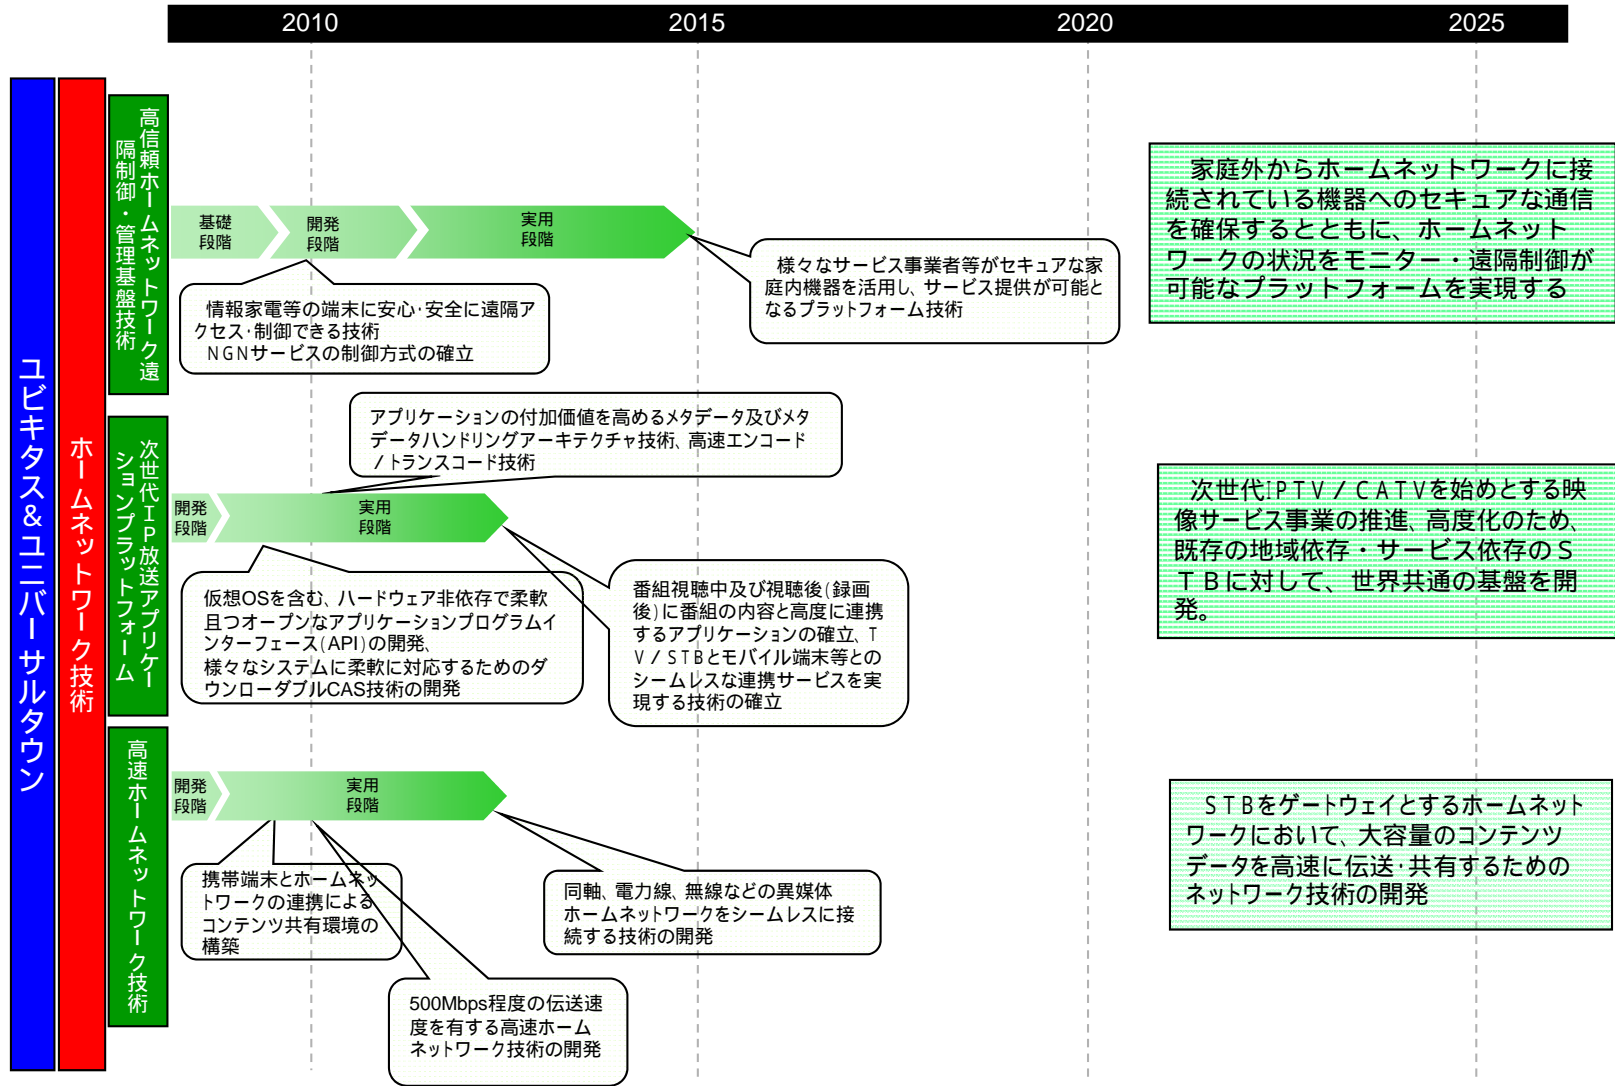 2010
2015
2020
2025
ユビキタス&ユニバーサルタウン
ホームネットワーク技術
高信頼ホームネットワーク遠
隔制御・管理基盤技術
基礎
段階
開発
段階
実用
段階
情報家電等の端末に安心・安全に遠隔ア
クセス・制御できる技術
NGNサービスの制御方式の確立
様々なサービス事業者等がセキュアな家
庭内機器を活用し、サービス提供が可能と
なるプラットフォーム技術
家庭外からホームネットワークに接
続されている機器へのセキュアな通信
を確保するとともに、ホームネット
ワークの状況をモニター・遠隔制御が
可能なプラットフォームを実現する
次世代IP放送アプリケー
ションプラットフォーム
アプリケーションの付加価値を高めるメタデータ及びメタ
データハンドリングアーキテクチャ技術、高速エンコード
/トランスコード技術
開発
段階
実用
段階
仮想OSを含む、ハードウェア非依存で柔軟
且つオープンなアプリケーションプログラムイ
ンターフェース(API)の開発、
様々なシステムに柔軟に対応するためのダ
ウンローダブルCAS技術の開発
番組視聴中及び視聴後(録画
後)に番組の内容と高度に連携
するアプリケーションの確立、T
V/STBとモバイル端末等との
シームレスな連携サービスを実
現する技術の確立
次世代IPTV/CATVを始めとする映
像サービス事業の推進、高度化のため、
既存の地域依存・サービス依存のS
TBに対して、世界共通の基盤を開
発。
高速ホームネットワーク技術
開発
段階
実用
段階
携帯端末とホームネッ
トワークの連携による
コンテンツ共有環境の
構築
500Mbps程度の伝送速
度を有する高速ホーム
ネットワーク技術の開発
同軸、電力線、無線などの異媒体
ホームネットワークをシームレスに接
続する技術の開発
STBをゲートウェイとするホームネット
ワークにおいて、大容量のコンテンツ
データを高速に伝送・共有するための
ネットワーク技術の開発